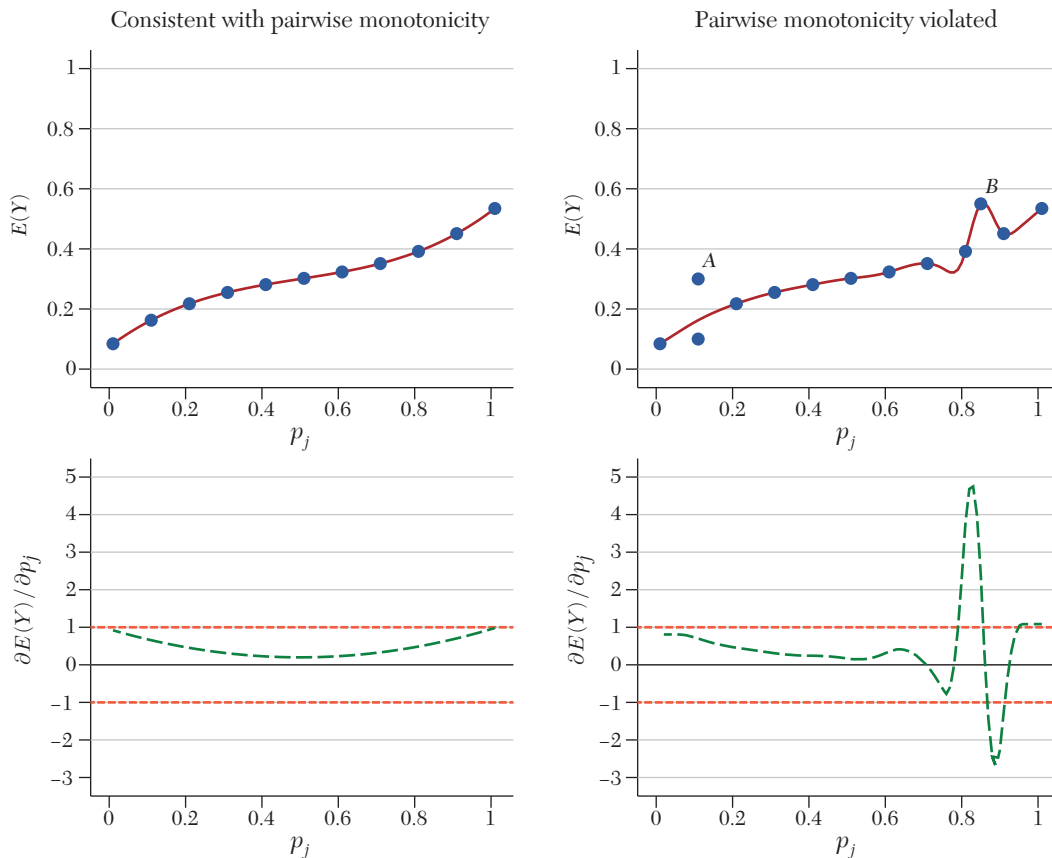 Consistent with pairwise monotonicity
E(Y)
1
0.8
0.6
0.4
0.2
0
0 0.2 0.4 0.6 0.8 1
p_j
Pairwise monotonicity violated
E(Y)
1
0.8
0.6
0.4
0.2
0
A
B
0 0.2 0.4 0.6 0.8 1
p_j
∂E(Y)/∂p_j
5
4
3
2
1
0
–1
–2
–3
0 0.2 0.4 0.6 0.8 1
p_j
∂E(Y)/∂p_j
5
4
3
2
1
0
–1
–2
–3
0 0.2 0.4 0.6 0.8 1
p_j